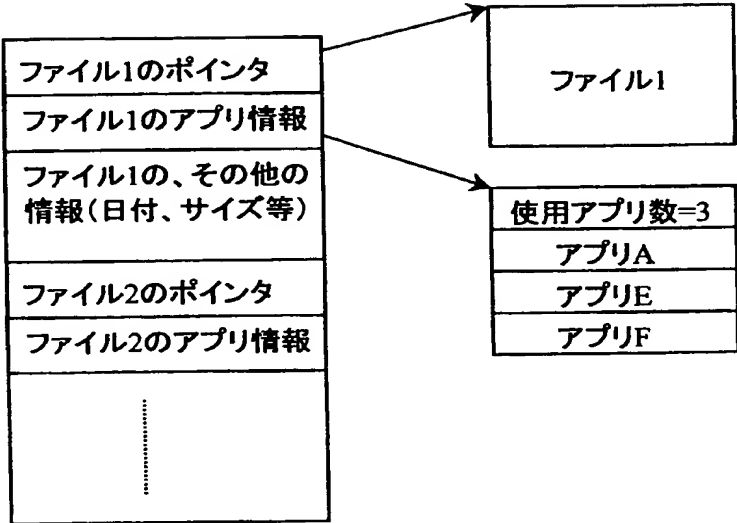 ファイル1のポインタ
ファイル1のアプリ情報
ファイル1の、その他の
情報(日付、サイズ等)
ファイル2のポインタ
ファイル2のアプリ情報
ファイル1
使用アプリ数=3
アプリA
アプリE
アプリF